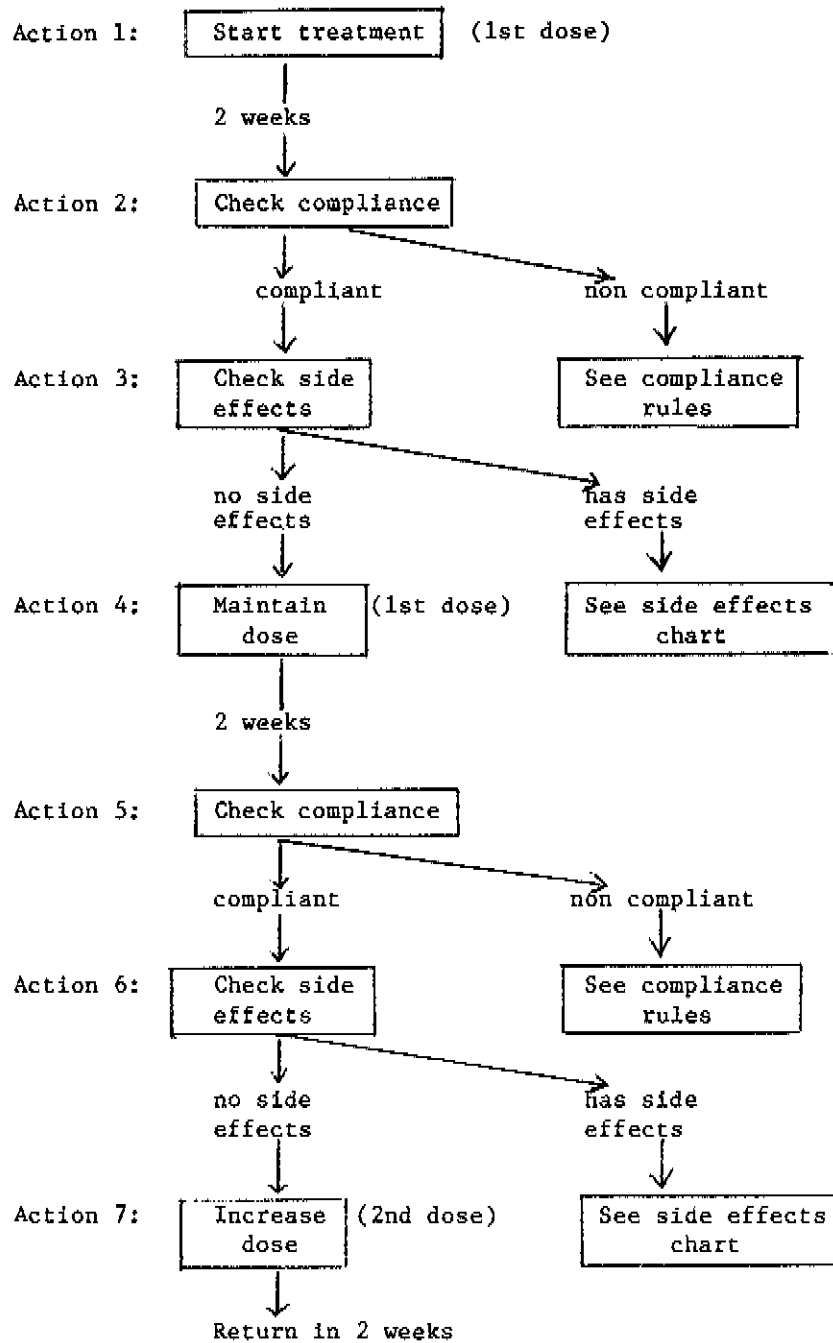 Action 1: Start treatment (1st dose)
2 weeks
Action 2: Check compliance
compliant non compliant
Action 3: Check side See compliance
effects rules
no side has side
effects effects
Action 4: Maintain (1st dose) See side effects
dose chart
2 weeks
Action 5: Check compliance
compliant non compliant
Action 6: Check side See compliance
effects rules
no side has side
effects effects
Action 7: Increase (2nd dose) See side effects
dose chart
Return in 2 weeks